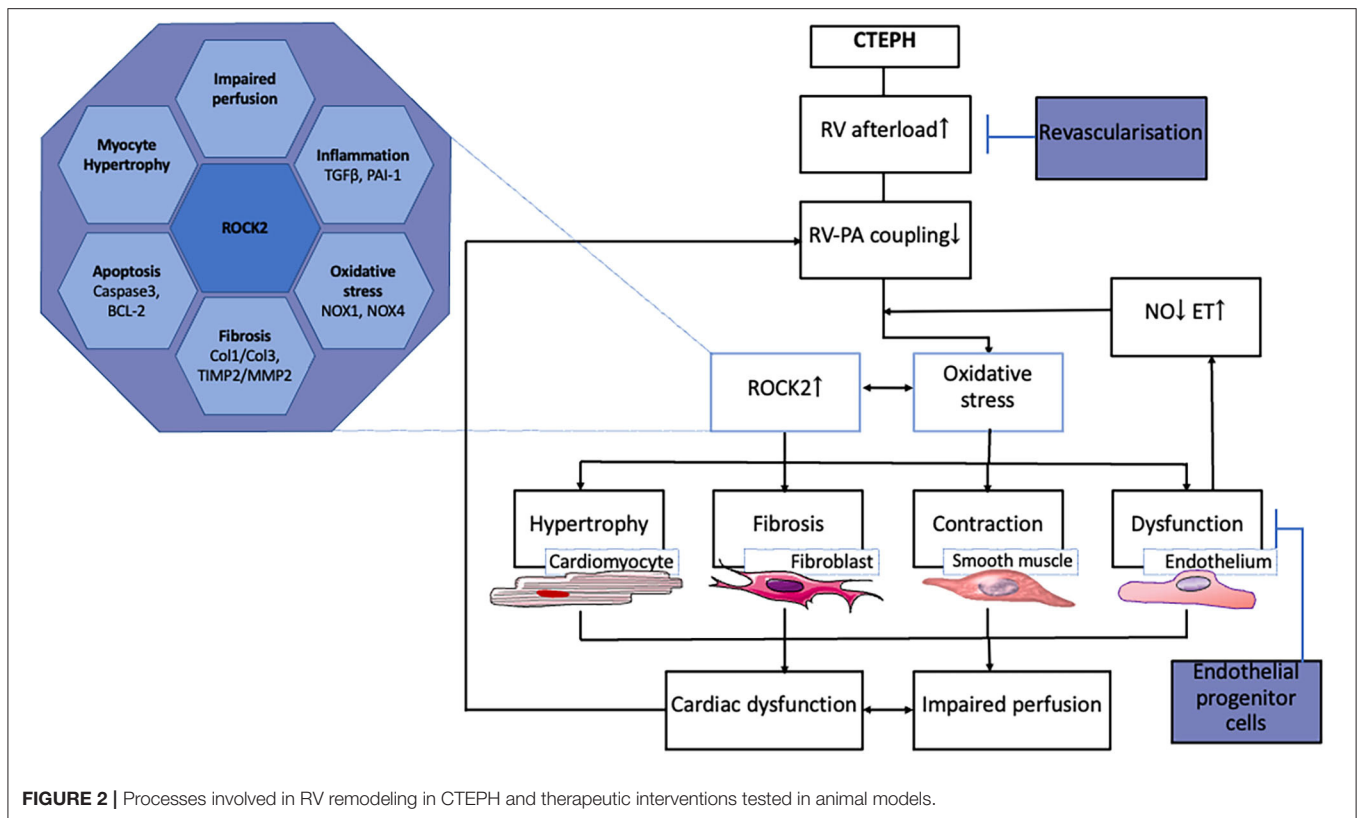 Impaired
perfusion
Myocyte
Hypertrophy
Inflammation
TGFβ, PAI-1
ROCK2
Apoptosis
Caspase3,
BCL-2
Oxidative
stress
NOX1, NOX4
Fibrosis
Col1/Col3,
TIMP2/MMP2
CTEPH
RV afterload↑
Revascularisation
RV-PA coupling↓
NO↓ ET↑
ROCK2↑
Oxidative
stress
Hypertrophy
Cardiomyocyte
Fibrosis
Fibroblast
Contraction
Smooth muscle
Dysfunction
Endothelium
Cardiac dysfunction
Impaired perfusion
Endothelial
progenitor
cells
FIGURE 2 | Processes involved in RV remodeling in CTEPH and therapeutic interventions tested in animal models.